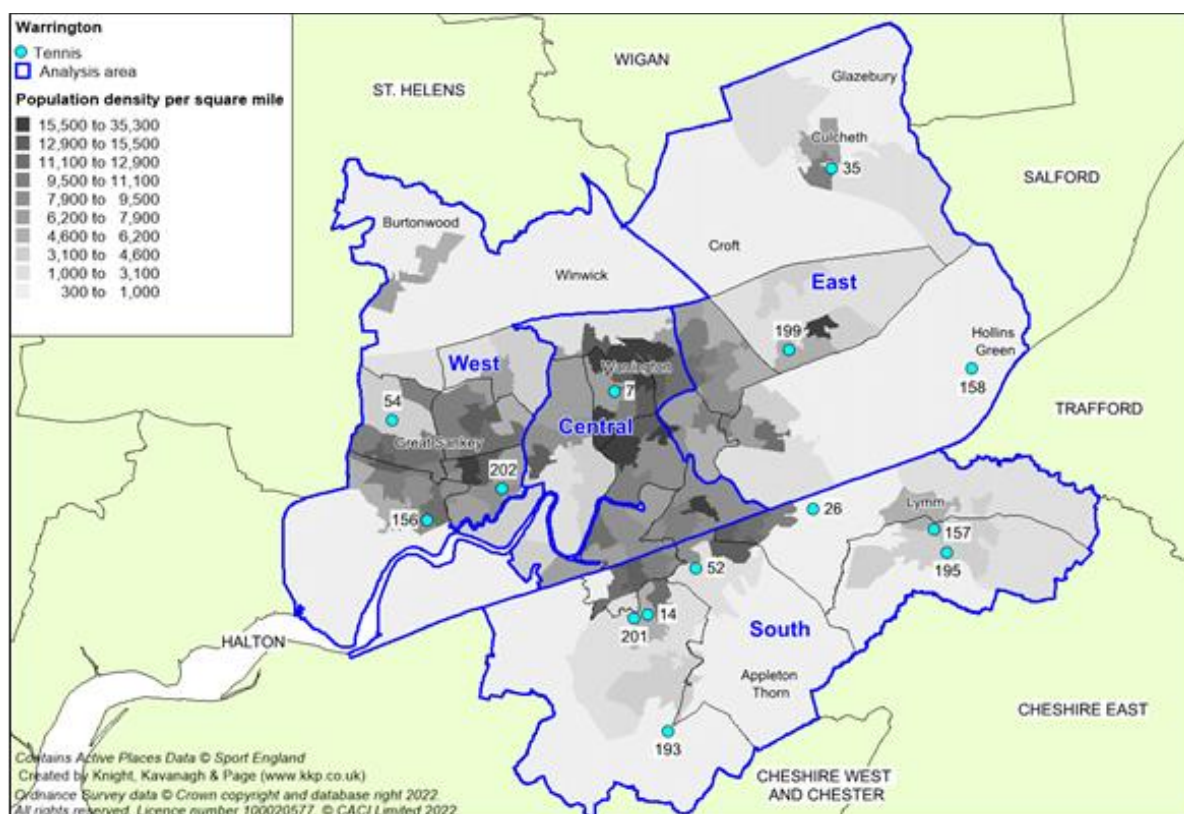 Warrington
Tennis
Analysis area
Population density per square mile
15,500 to 35,300
12,900 to 15,500
11,100 to 12,900
9,500 to 11,100
7,900 to 9,500
6,200 to 7,900
4,600 to 6,200
3,100 to 4,600
1,000 to 3,100
300 to 1,000
WIGAN
ST. HELENS
Glazebury
Culcheth
35
SALFORD
Burtonwood
Croft
Winwick
East
199
Hollins
Green
158
West
Warrington
7
54
TRAFFORD
Central
Great Sankey
202
156
26
Lymm
157
195
52
14
201
South
HALTON
Appleton
Thorn
CHESHIRE EAST
193
CHESHIRE WEST
AND CHESTER
Contains Active Places Data © Sport England
Created by Knight, Kavanagh & Page (www.kkp.co.uk)
Ordnance Survey data © Crown copyright and database right 2022.
All rights reserved. Licence number 100020577. © CACI Limited 2022